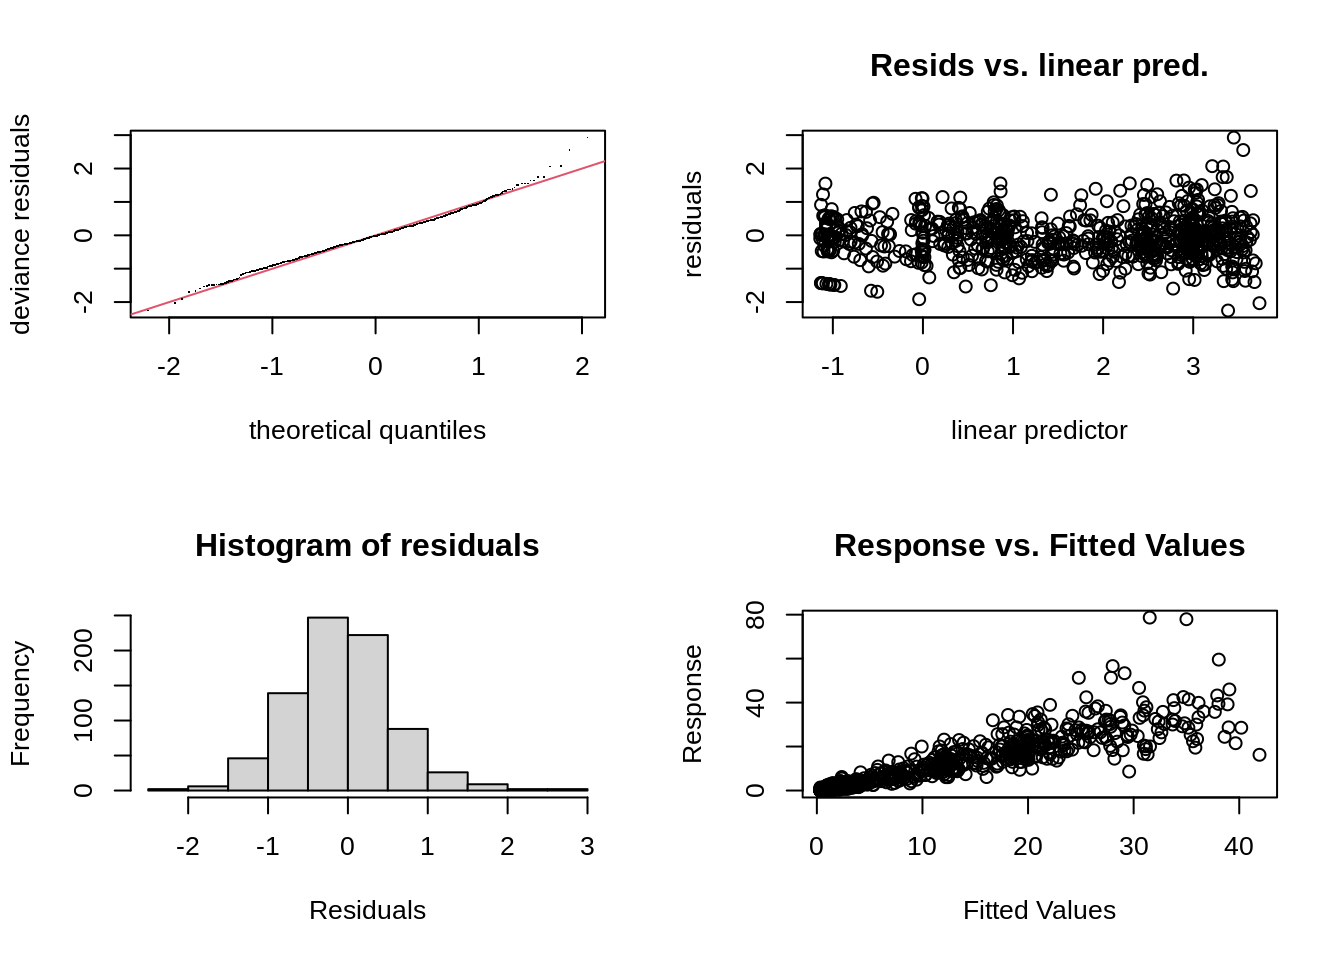 deviance residuals
2
0
-2
-2 -1 0 1 2
theoretical quantiles
Resids vs. linear pred.
residuals
2
0
-2
-1 0 1 2 3
linear predictor
Histogram of residuals
Frequency
200
100
0
-2 -1 0 1 2 3
Residuals
Response vs. Fitted Values
Response
80
40
0
0 10 20 30 40
Fitted Values